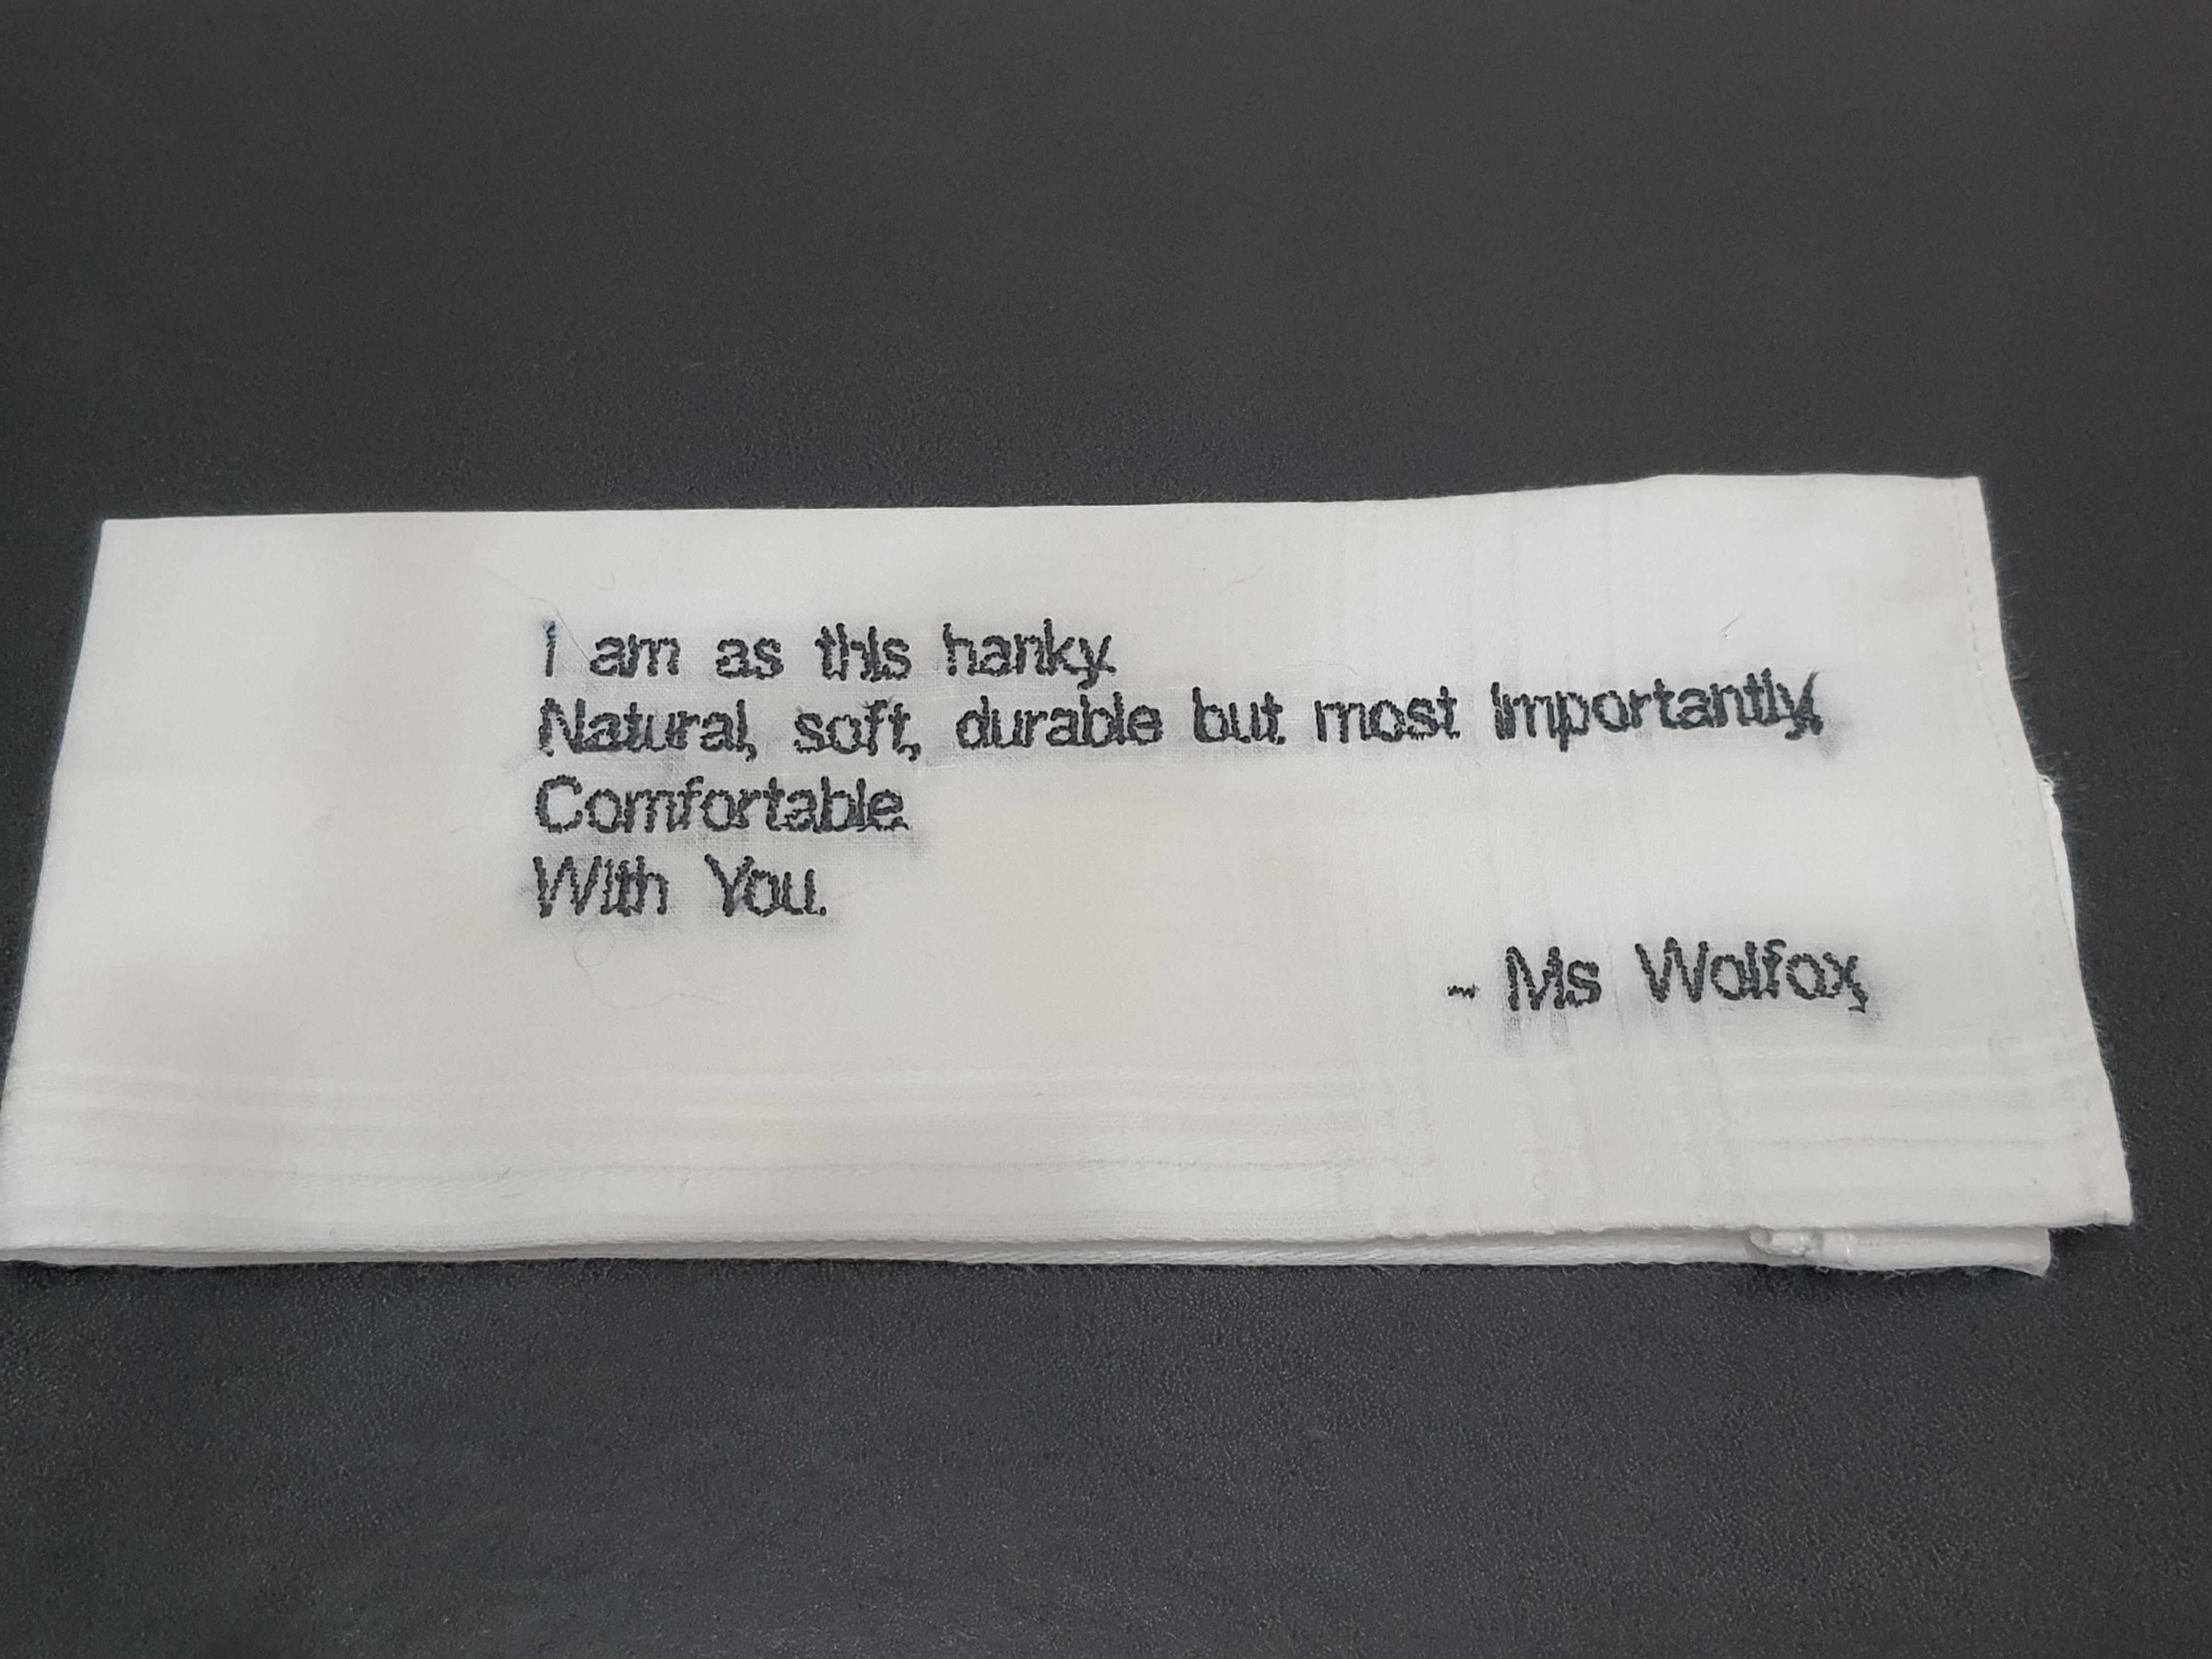 I am as this hanky.
Natural, soft, durable but most importantly,
Comfortable
With You.
~ Ms Wolfox